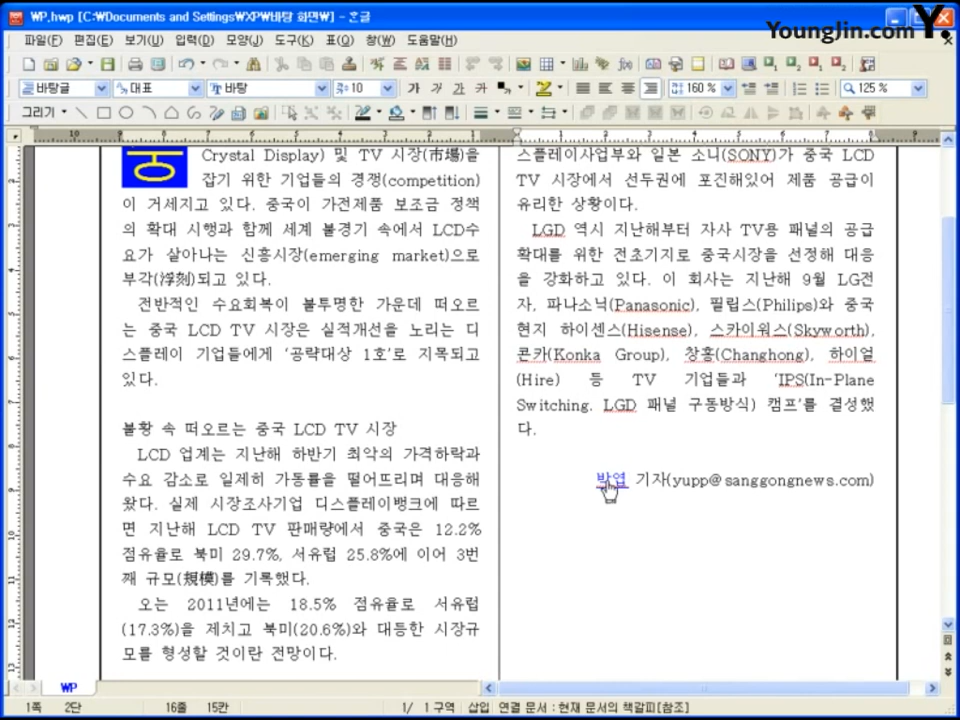 WP.hwp [C:\Documents and Settings\XP\바탕 화면\] - 흔글
YoungJin.com Y.
파일(F) 편집(E) 보기(U) 입력(D) 모양(J) 도구(K) 표(Q) 창(W) 도움말(H)
바탕글 대표 바탕 10 가 가 가 가 160 % 125 %
그리기
Crystal Display) 및 TV 시장(市場)을
잡기 위한 기업들의 경쟁(competition)
이 거세지고 있다. 중국이 가전제품 보조금 정책
의 확대 시행과 함께 세계 불경기 속에서 LCD수
요가 살아나는 신흥시장(emerging market)으로
부각(浮刻)되고 있다.
전반적인 수요회복이 불투명한 가운데 떠오르
는 중국 LCD TV 시장은 실적개선을 노리는 디
스플레이 기업들에게 ‘공략대상 1호’로 지목되고
있다.
불황 속 떠오르는 중국 LCD TV 시장
LCD 업계는 지난해 하반기 최악의 가격하락과
수요 감소로 일제히 가동률을 떨어뜨리며 대응해
왔다. 실제 시장조사기업 디스플레이뱅크에 따르
면 지난해 LCD TV 판매량에서 중국은 12.2%
점유율로 북미 29.7%, 서유럽 25.8%에 이어 3번
째 규모(規模)를 기록했다.
오는 2011년에는 18.5% 점유율로 서유럽
(17.3%)을 제치고 북미(20.6%)와 대등한 시장규
모를 형성할 것이란 전망이다.
스플레이사업부와 일본 소니(SONY)가 중국 LCD
TV 시장에서 선두권에 포진해있어 제품 공급이
유리한 상황이다.
LGD 역시 지난해부터 자사 TV용 패널의 공급
확대를 위한 전초기지로 중국시장을 선정해 대응
을 강화하고 있다. 이 회사는 지난해 9월 LG전
자, 파나소닉(Panasonic), 필립스(Philips)와 중국
현지 하이센스(Hisense), 스카이워스(Skyworth),
콘카(Konka Group), 창홍(Changhong), 하이얼
(Hire) 등 TV 기업들과 ‘IPS(In-Plane
Switching. LGD 패널 구동방식) 캠프’를 결성했
다.
박엽 기자(yupp@sanggongnews.com)
WP
1쪽 2단 16줄 15칸 1/ 1 구역 삽입 연결 문서 : 현재 문서의 책갈피[참조]